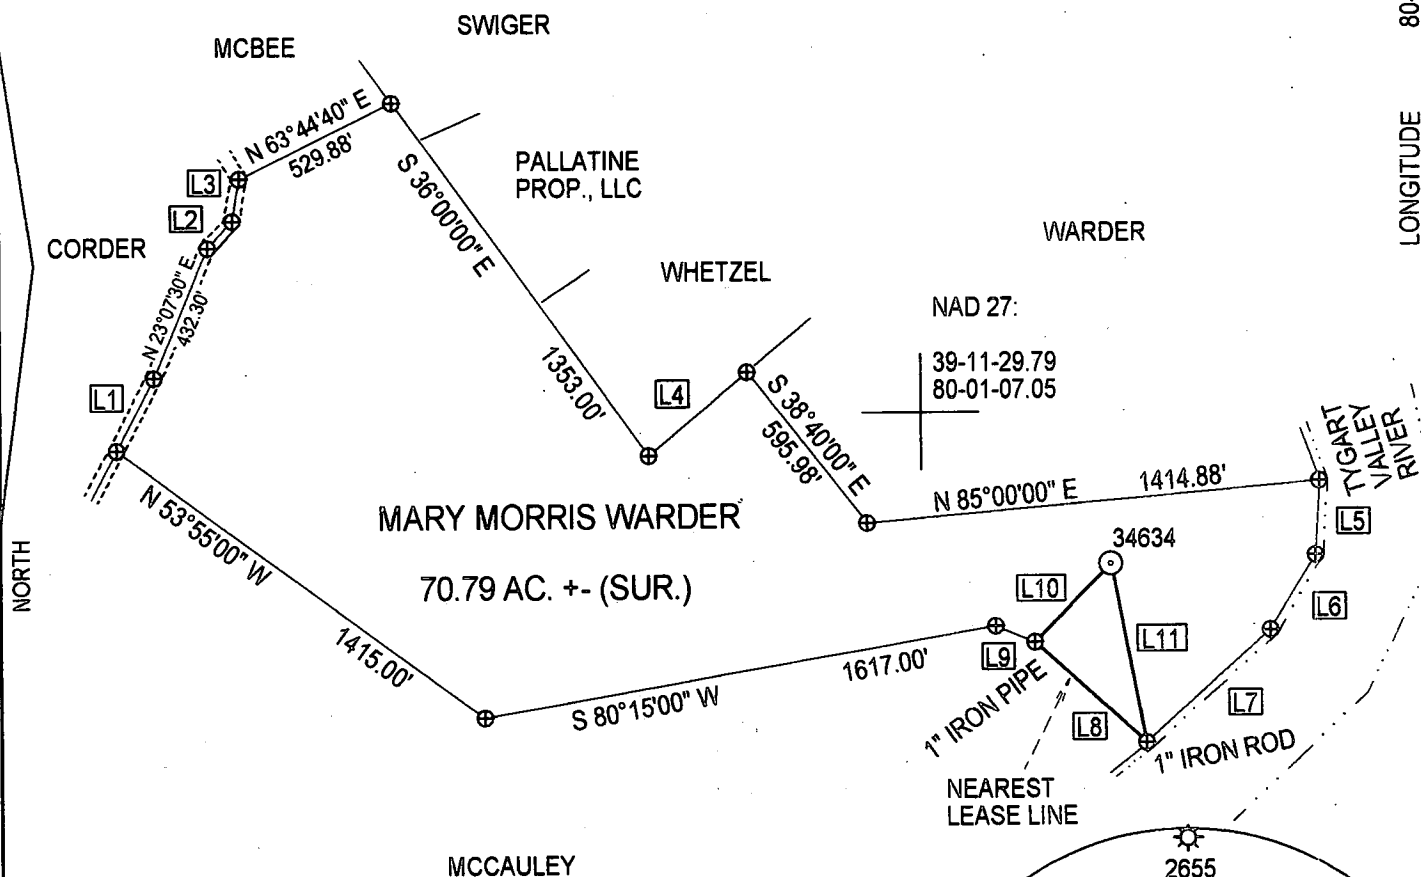 SWIGER
MCBEE
80-
LONGITUDE
N 63°44'40" E
529.88'
L3
L2
CORDER
N 23°07'30" E
432.30'
L1
S 36°00'00" E
1353.00'
PALLATINE
PROP., LLC
WHETZEL
WARDER
NAD 27:
39-11-29.79
80-01-07.05
L4
S 38°40'00" E
595.98'
N 85°00'00" E
1414.88'
TYGART
VALLEY
RIVER
L5
L6
L7
NORTH
N 53°55'00" W
1415.00'
MARY MORRIS WARDER
70.79 AC. +- (SUR.)
34634
L10
L11
L9
L8
S 80°15'00" W
1617.00'
1" IRON PIPE
1" IRON ROD
NEAREST
LEASE LINE
MCCAULEY
2655